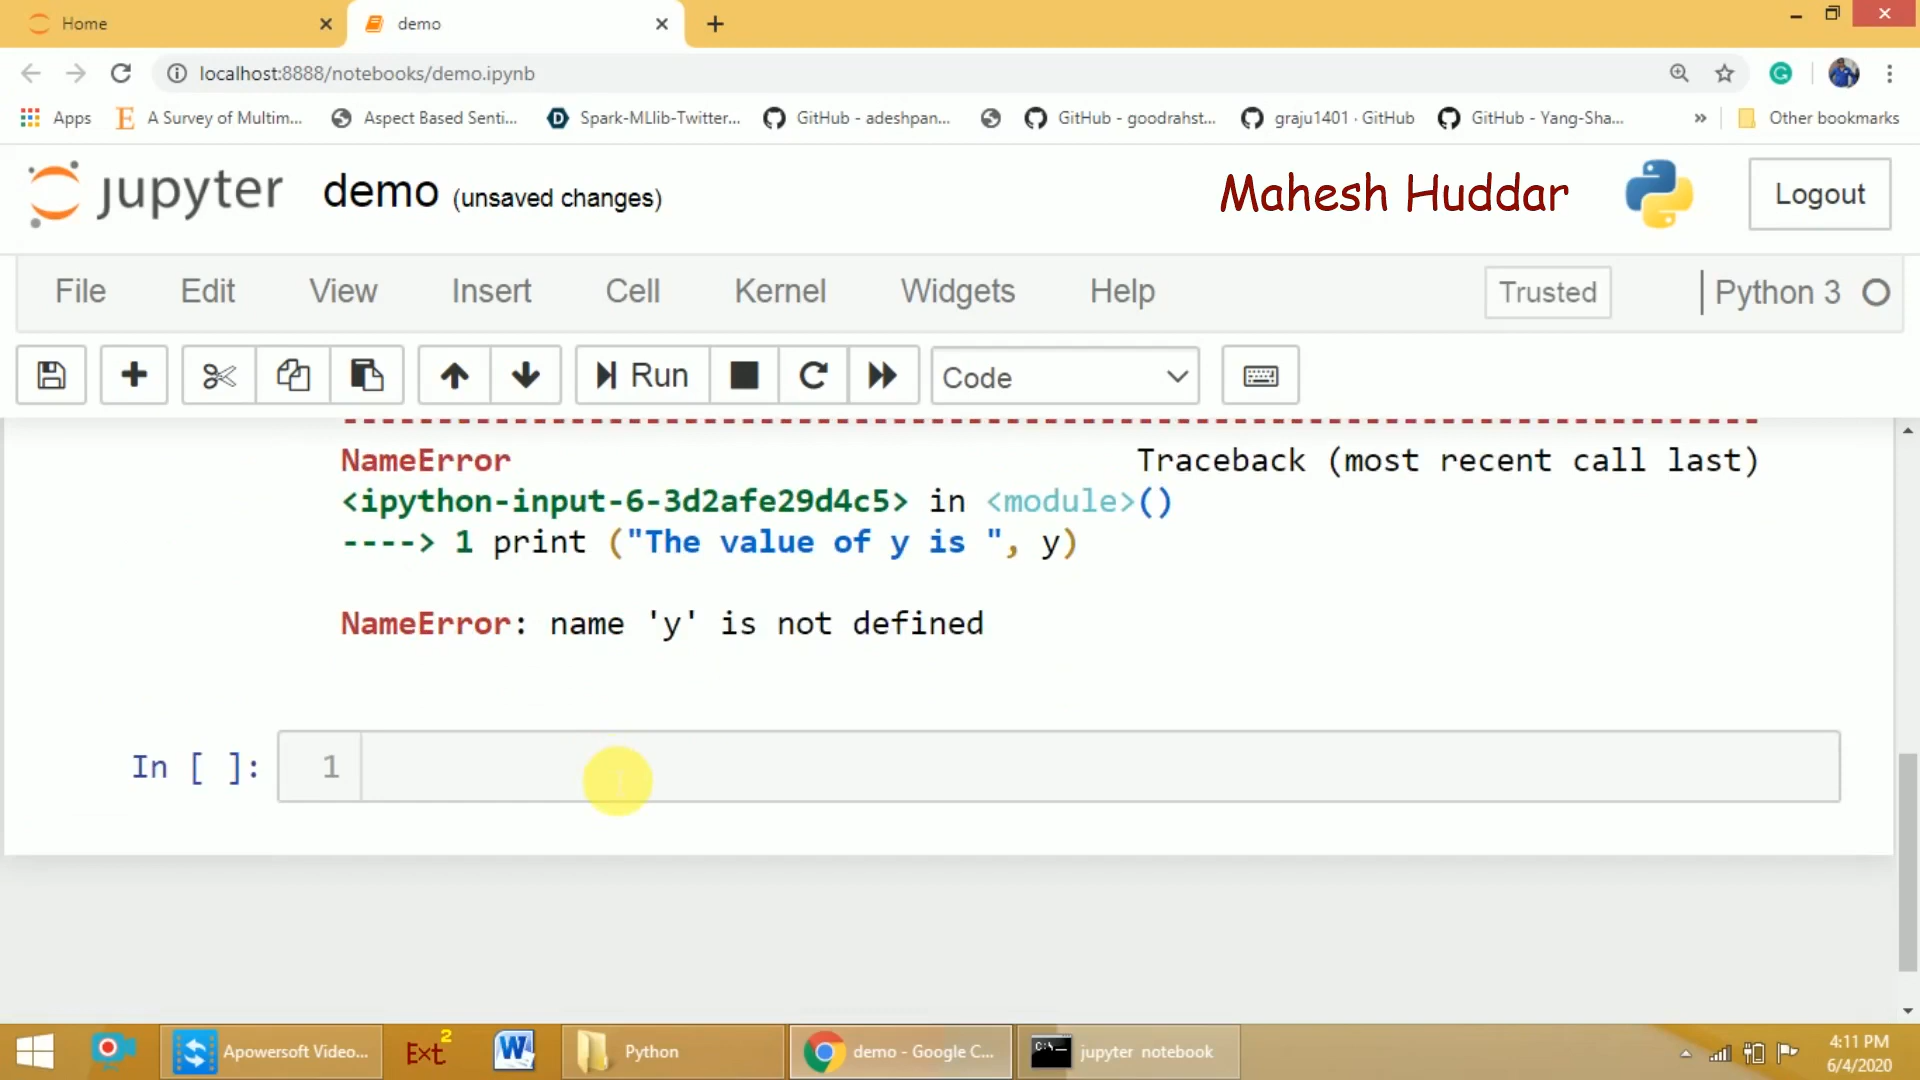 Home
demo
localhost:8888/notebooks/demo.ipynb
Apps
A Survey of Multim...
Aspect Based Senti...
Spark-MLlib-Twitter...
GitHub - adeshpan...
GitHub - goodrahst...
graju1401 · GitHub
GitHub - Yang-Sha...
»
Other bookmarks
jupyter demo (unsaved changes)
Mahesh Huddar
Logout
File Edit View Insert Cell Kernel Widgets Help
Trusted
Python 3
Run
Code
NameError Traceback (most recent call last)
<ipython-input-6-3d2afe29d4c5> in <module>()
----> 1 print ("The value of y is ", y)
NameError: name 'y' is not defined
In [ ]: 1
Apowersoft Video...
Ext2
Python
demo - Google C...
jupyter notebook
4:11 PM
6/4/2020